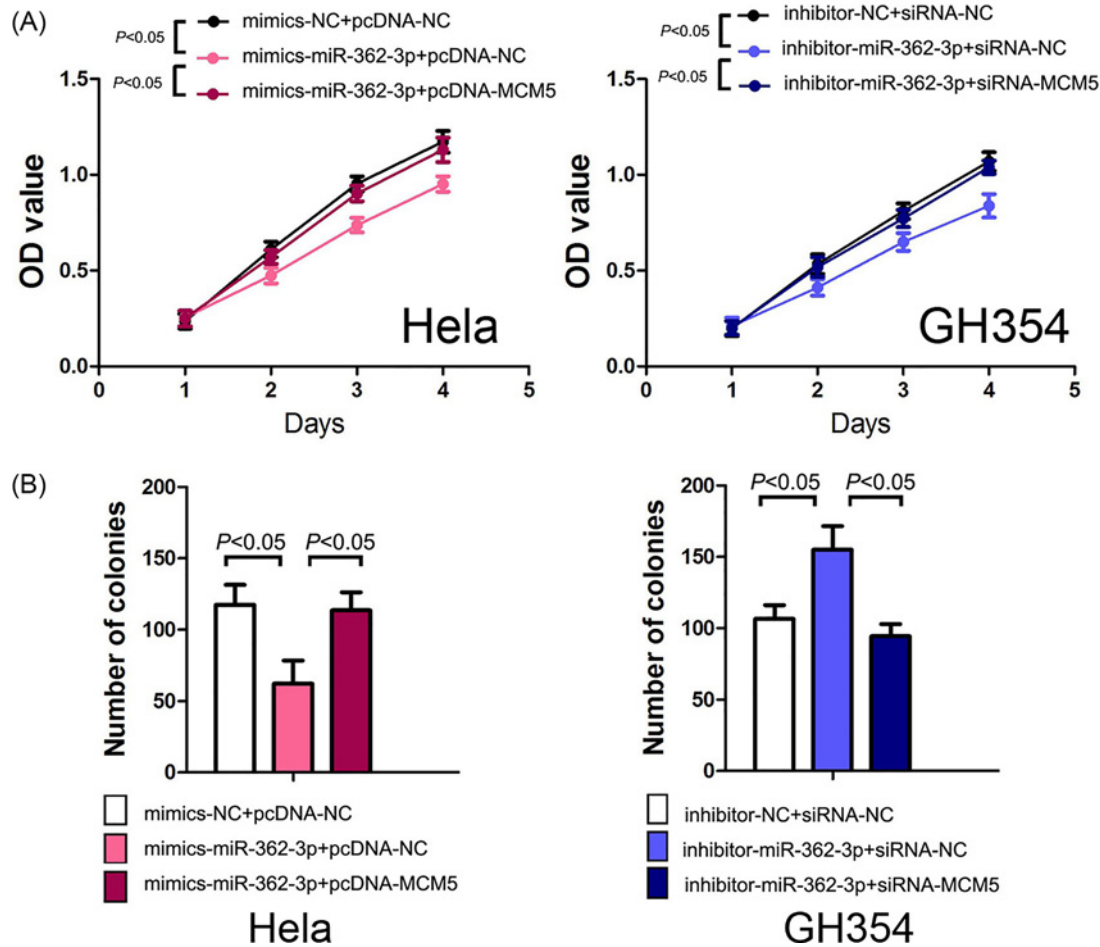 (A)
mimics-NC+pcDNA-NC
P<0.05
mimics-miR-362-3p+pcDNA-NC
P<0.05
mimics-miR-362-3p+pcDNA-MCM5
1.5
1.0
0.5
0.0
OD value
Hela
0 1 2 3 4 5
Days
inhibitor-NC+siRNA-NC
P<0.05
inhibitor-miR-362-3p+siRNA-NC
P<0.05
inhibitor-miR-362-3p+siRNA-MCM5
1.5
1.0
0.5
0.0
OD value
GH354
0 1 2 3 4 5
Days
(B)
200
150
100
50
0
Number of colonies
P<0.05 P<0.05
mimics-NC+pcDNA-NC
mimics-miR-362-3p+pcDNA-NC
mimics-miR-362-3p+pcDNA-MCM5
Hela
200
150
100
50
0
Number of colonies
P<0.05 P<0.05
inhibitor-NC+siRNA-NC
inhibitor-miR-362-3p+siRNA-NC
inhibitor-miR-362-3p+siRNA-MCM5
GH354